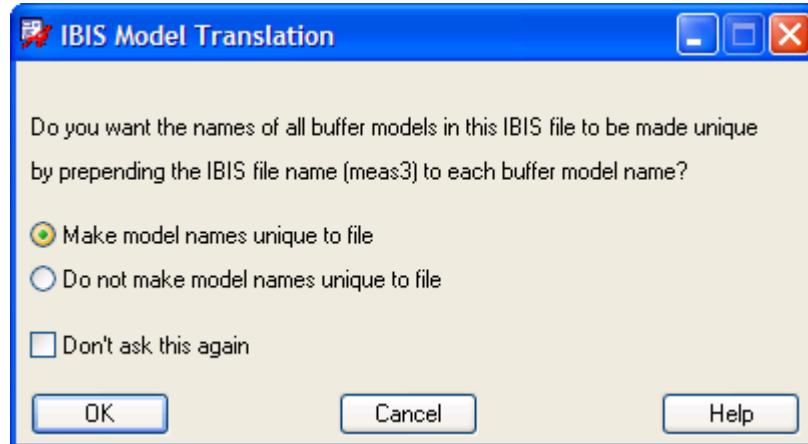 IBIS Model Translation
Do you want the names of all buffer models in this IBIS file to be made unique
by prepending the IBIS file name (meas3) to each buffer model name?
Make model names unique to file
Do not make model names unique to file
Don't ask this again
OK Cancel Help